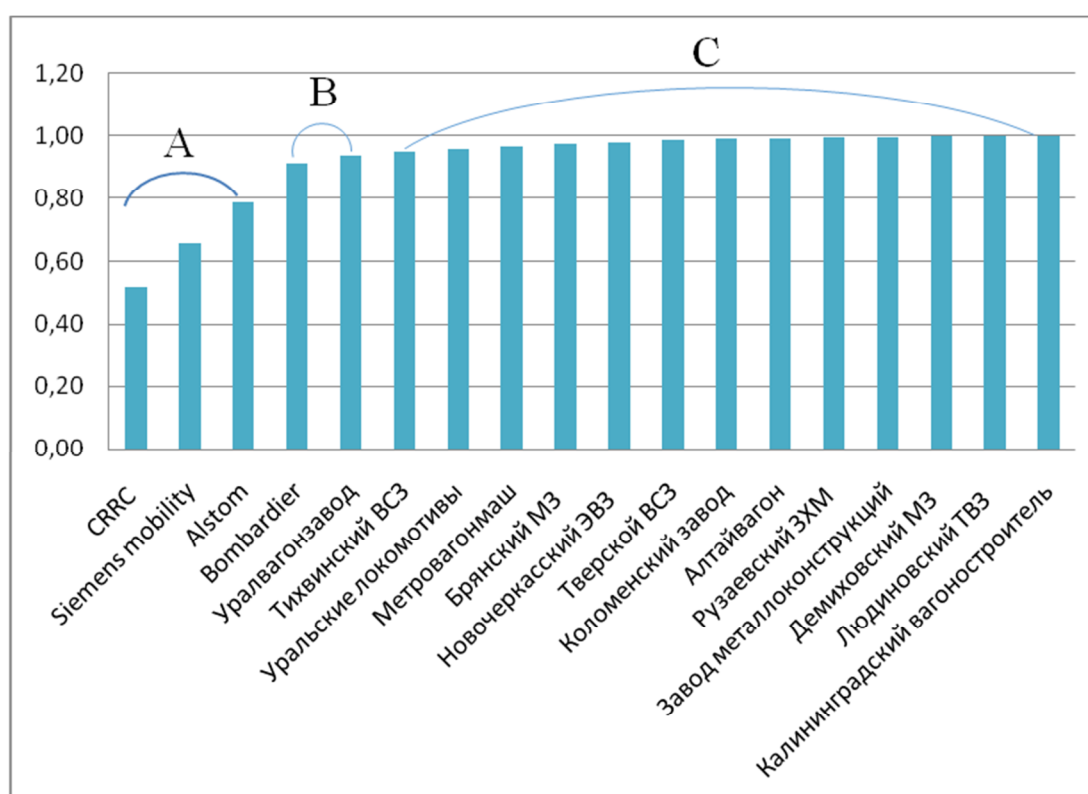 C
1,20
B
1,00
A
0,80
0,60
0,40
0,20
0,00
CRRC
Siemens mobility
Alstom
Bombardier
Уралвагонзавод
Тихвинский ВСЗ
Уральские локомотивы
Метровагонмаш
Брянский МЗ
Новочеркасский ЭВЗ
Тверской ВСЗ
Коломенский завод
Алтайвагон
Рузаевский ЗХМ
Завод металлоконструкций
Демиховский МЗ
Людиновский ТВЗ
Калининградский вагоностроитель